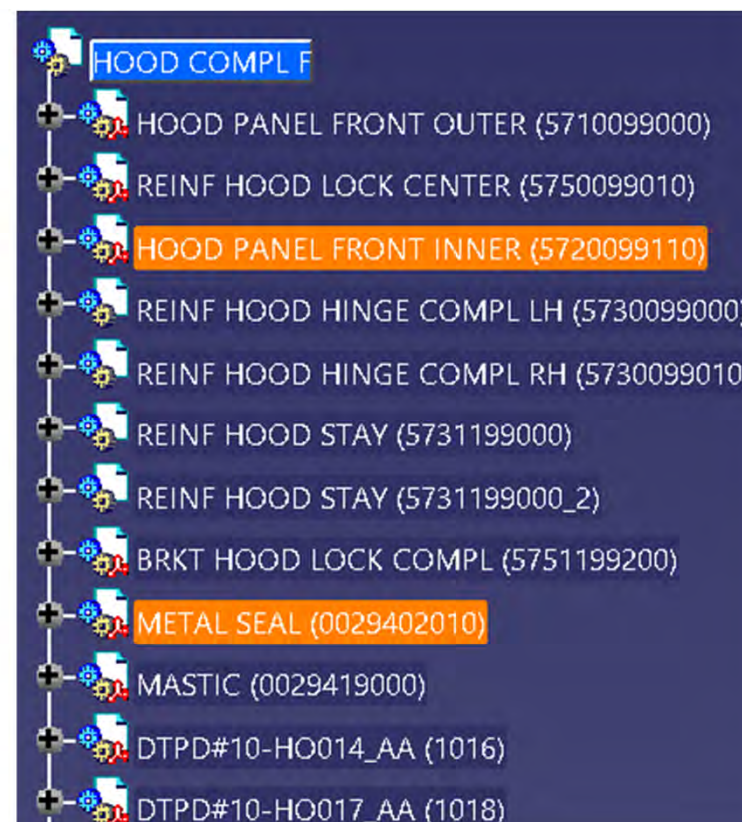 HOOD COMPL F
HOOD PANEL FRONT OUTER (5710099000)
REINF HOOD LOCK CENTER (5750099010)
HOOD PANEL FRONT INNER (5720099110)
REINF HOOD HINGE COMPL LH (5730099000)
REINF HOOD HINGE COMPL RH (5730099010
REINF HOOD STAY (5731199000)
REINF HOOD STAY (5731199000_2)
BRKT HOOD LOCK COMPL (5751199200)
METAL SEAL (0029402010)
MASTIC (0029419000)
DTPD#10-HO014_AA (1016)
DTPD#10-HO017_AA (1018)